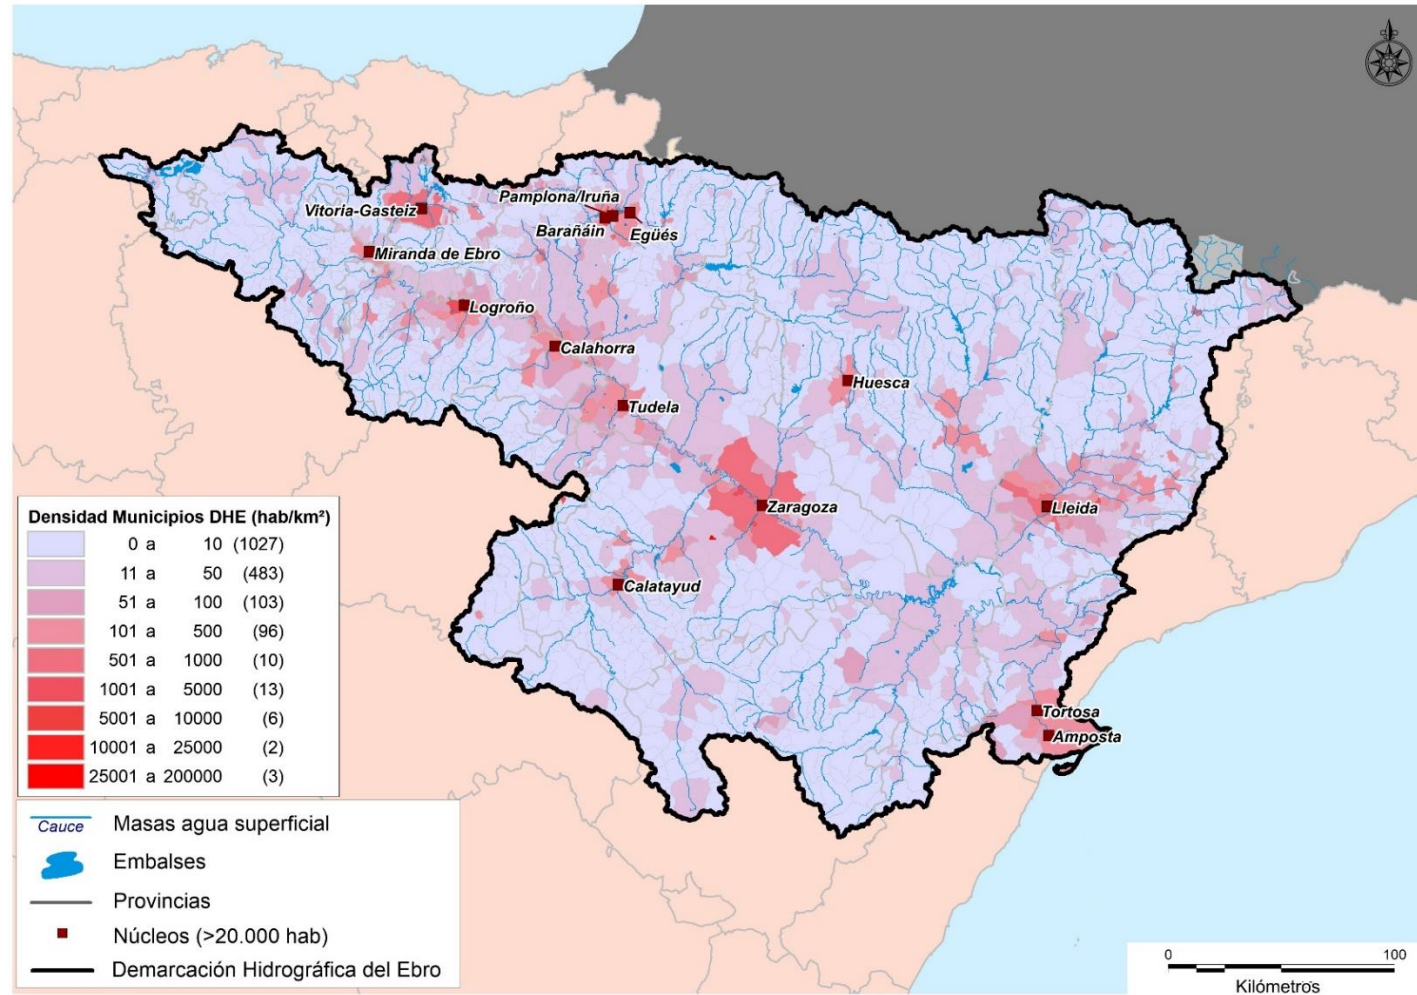 Pamplona/Iruña
Vitoria-Gasteiz
Barañáin
Egüés
Miranda de Ebro
Logroño
Calahorra
Huesca
Tudela
Zaragoza
Lleida
Calatayud
Tortosa
Amposta
Densidad Municipios DHE (hab/km²)
0 a 10 (1027)
11 a 50 (483)
51 a 100 (103)
101 a 500 (96)
501 a 1000 (10)
1001 a 5000 (13)
5001 a 10000 (6)
10001 a 25000 (2)
25001 a 200000 (3)
Cauce Masas agua superficial
Embalses
Provincias
Núcleos (>20.000 hab)
Demarcación Hidrográfica del Ebro
0 100
Kilómetros